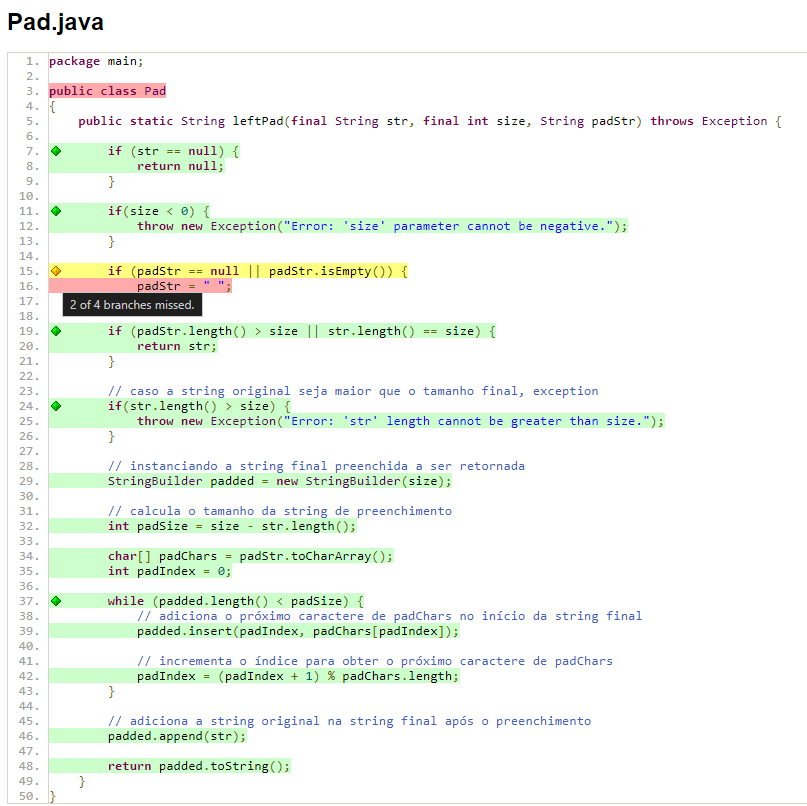 Pad.java
1. package main;
2.
3. public class Pad
4. {
5. public static String leftPad(final String str, final int size, String padStr) throws Exception {
6.
7. if (str == null) {
8. return null;
9. }
10.
11. if(size < 0) {
12. throw new Exception("Error: 'size' parameter cannot be negative.");
13. }
14.
15. if (padStr == null || padStr.isEmpty()) {
16. padStr = " ";
17. 2 of 4 branches missed.
18.
19. if (padStr.length() > size || str.length() == size) {
20. return str;
21. }
22.
23. // caso a string original seja maior que o tamanho final, exception
24. if(str.length() > size) {
25. throw new Exception("Error: 'str' length cannot be greater than size.");
26. }
27.
28. // instanciando a string final preenchida a ser retornada
29. StringBuilder padded = new StringBuilder(size);
30.
31. // calcula o tamanho da string de preenchimento
32. int padSize = size - str.length();
33.
34. char[] padChars = padStr.toCharArray();
35. int padIndex = 0;
36.
37. while (padded.length() < padSize) {
38. // adiciona o próximo caractere de padChars no início da string final
39. padded.insert(padIndex, padChars[padIndex]);
40.
41. // incrementa o índice para obter o próximo caractere de padChars
42. padIndex = (padIndex + 1) % padChars.length;
43. }
44.
45. // adiciona a string original na string final após o preenchimento
46. padded.append(str);
47.
48. return padded.toString();
49. }
50. }